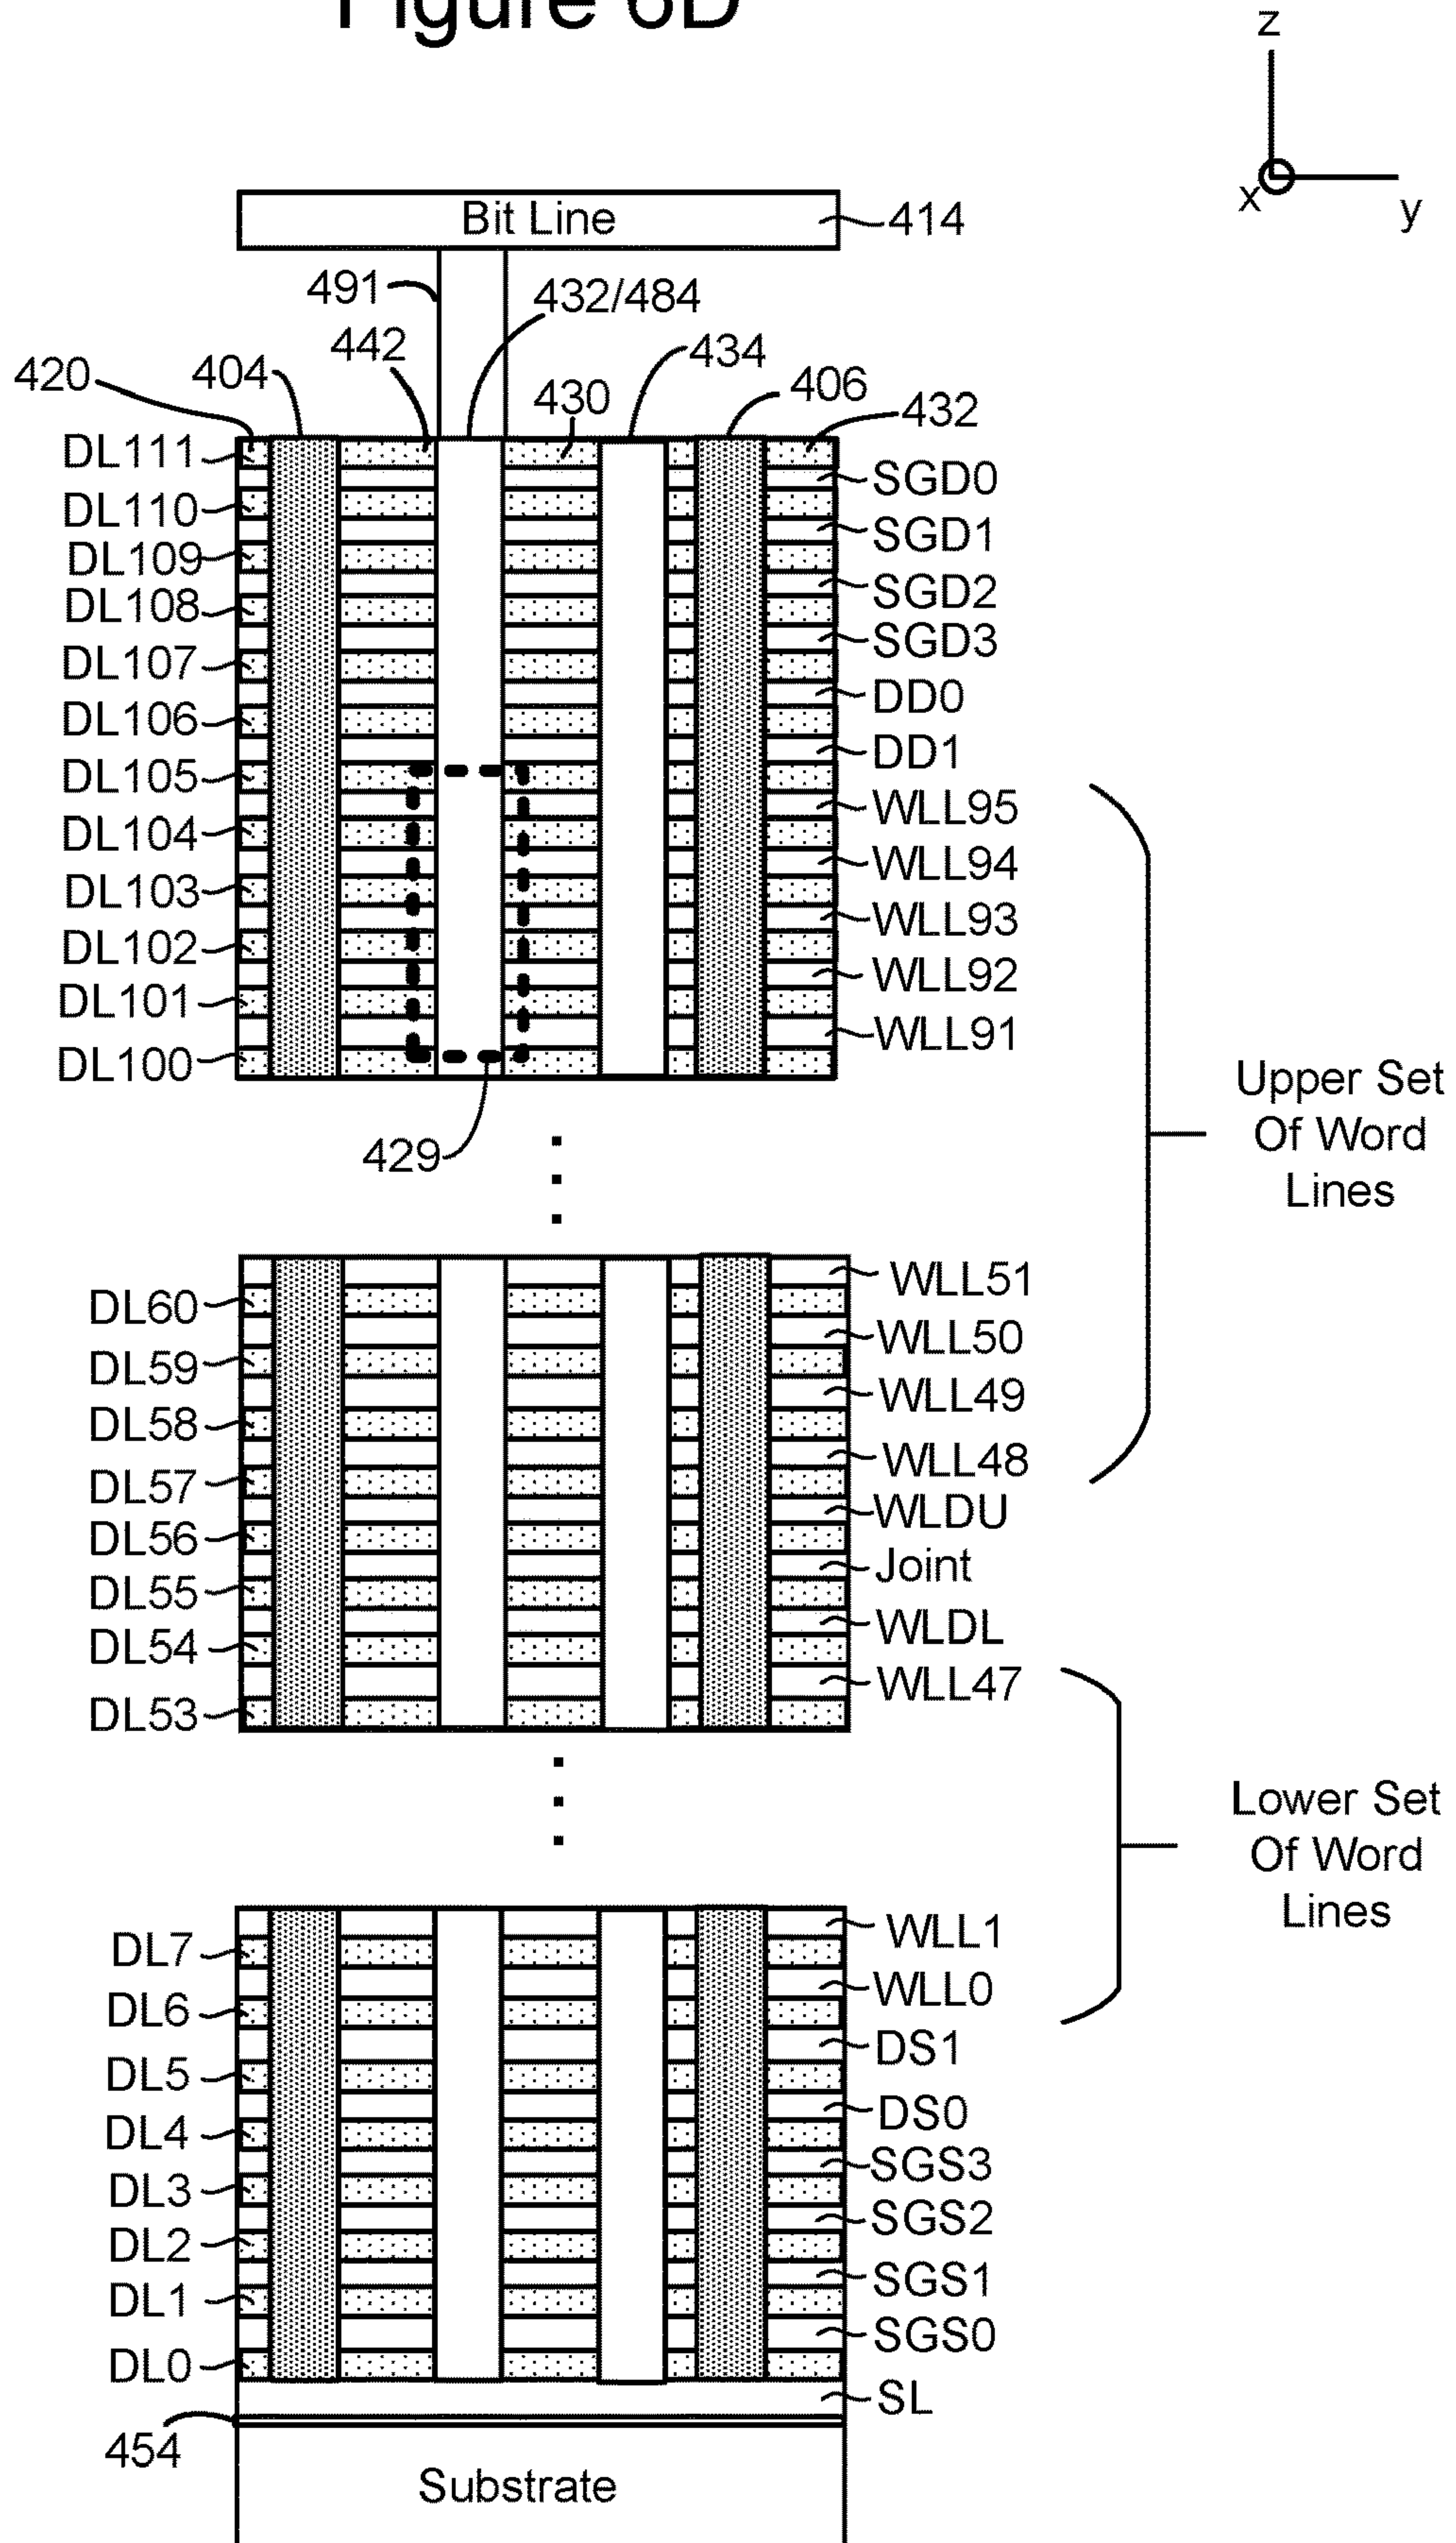 Figure 6D
z
x
y
Bit Line
414
491
432/484
442
434
420
404
430
406
432
DL111
SGD0
DL110
SGD1
DL109
SGD2
DL108
SGD3
DL107
DD0
DL106
DD1
DL105
WLL95
DL104
WLL94
DL103
WLL93
DL102
WLL92
DL101
WLL91
DL100
Upper Set
Of Word
Lines
429
WLL51
DL60
WLL50
DL59
WLL49
DL58
WLL48
DL57
WLDU
DL56
Joint
DL55
WLDL
DL54
WLL47
DL53
Lower Set
Of Word
Lines
WLL1
DL7
WLL0
DL6
DS1
DL5
DS0
DL4
SGS3
DL3
SGS2
DL2
SGS1
DL1
SGS0
DL0
SL
454
Substrate